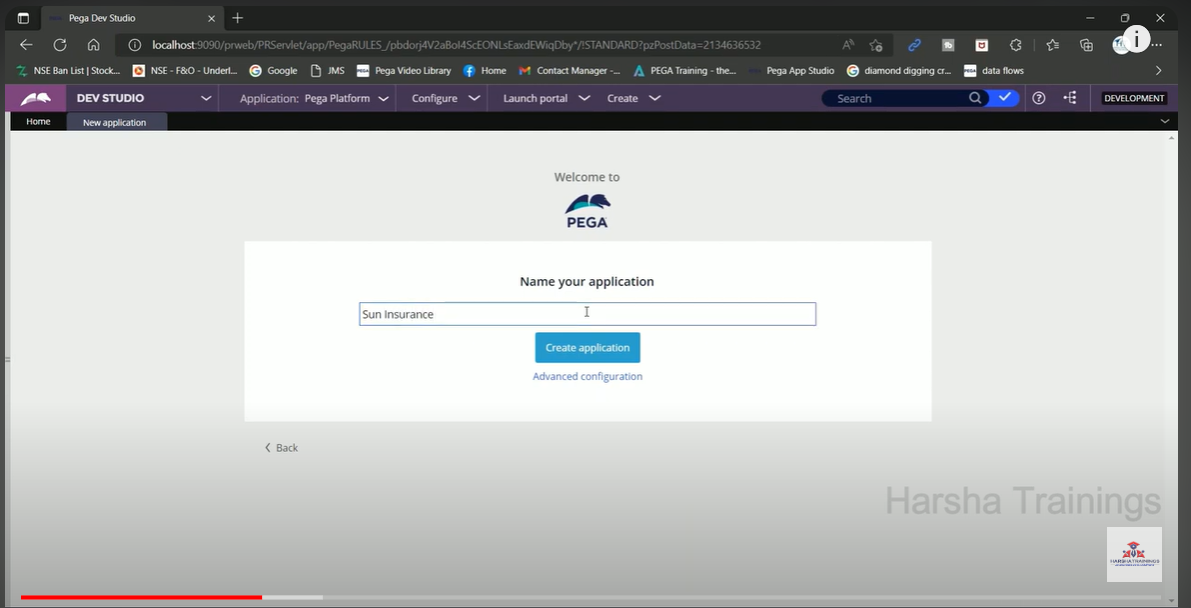 Pega Dev Studio
localhost:9090/prweb/PRServlet/app/PegaRULES_/pbdorj4V2aBol4ScEONLsEaxdEWiqDby*/!STANDARD?pzPostData=2134636532
NSE Ban List | Stock... NSE - F&O - Underl... Google JMS Pega Video Library Home Contact Manager -... PEGA Training - the... Pega App Studio diamond digging cr... data flows
DEV STUDIO Application: Pega Platform Configure Launch portal Create Search DEVELOPMENT
Home New application
Welcome to
PEGA
Name your application
Sun Insurance
Create application
Advanced configuration
Back
Harsha Trainings
HARSHATRAININGS